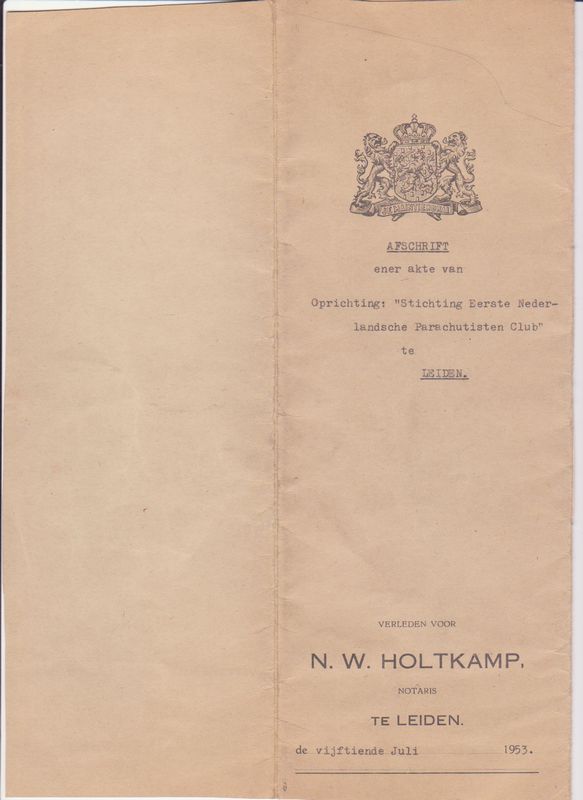 AFSCHRIFT
ener akte van
Oprichting: "Stichting Eerste Neder-
landsche Parachutisten Club"
te
LEIDEN.
VERLEDEN VOOR
N. W. HOLTKAMP,
NOTARIS
TE LEIDEN.
de vijftiende Juli 1953.